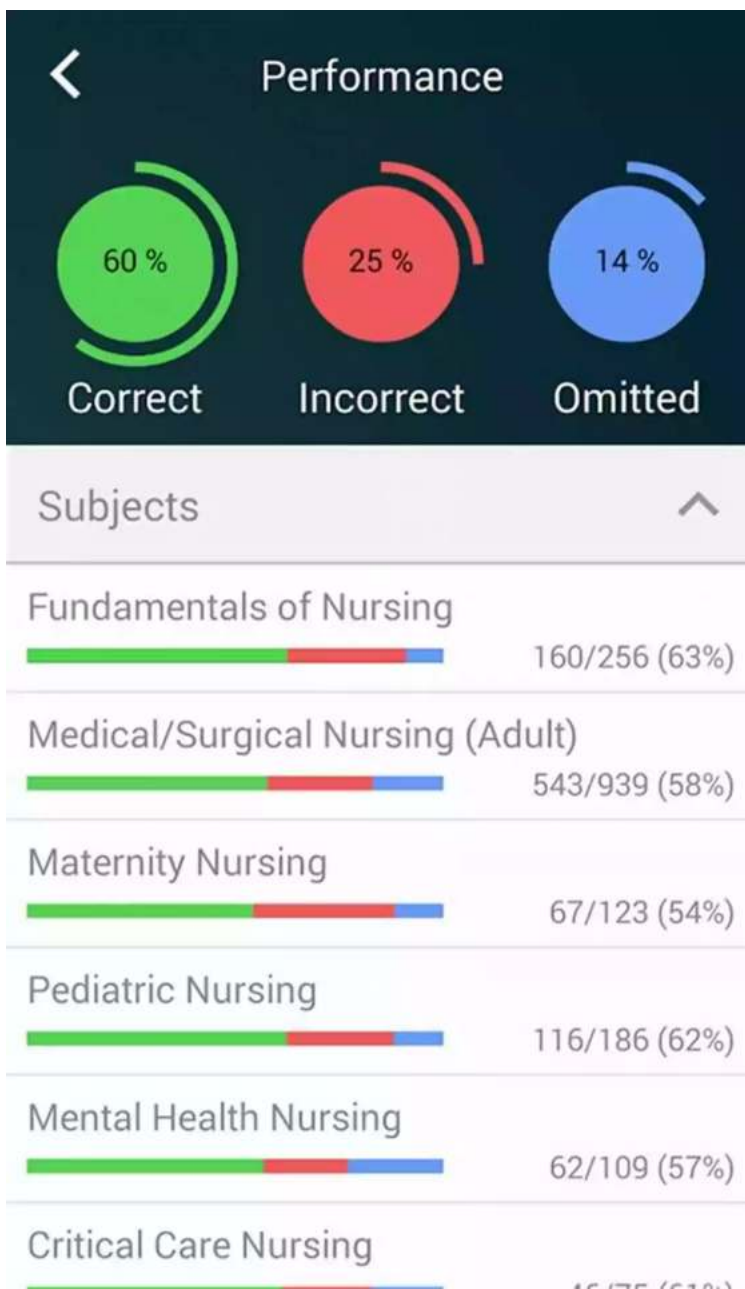 Performance
60 % 25 % 14 %
Correct Incorrect Omitted
Subjects
Fundamentals of Nursing
160/256 (63%)
Medical/Surgical Nursing (Adult)
543/939 (58%)
Maternity Nursing
67/123 (54%)
Pediatric Nursing
116/186 (62%)
Mental Health Nursing
62/109 (57%)
Critical Care Nursing